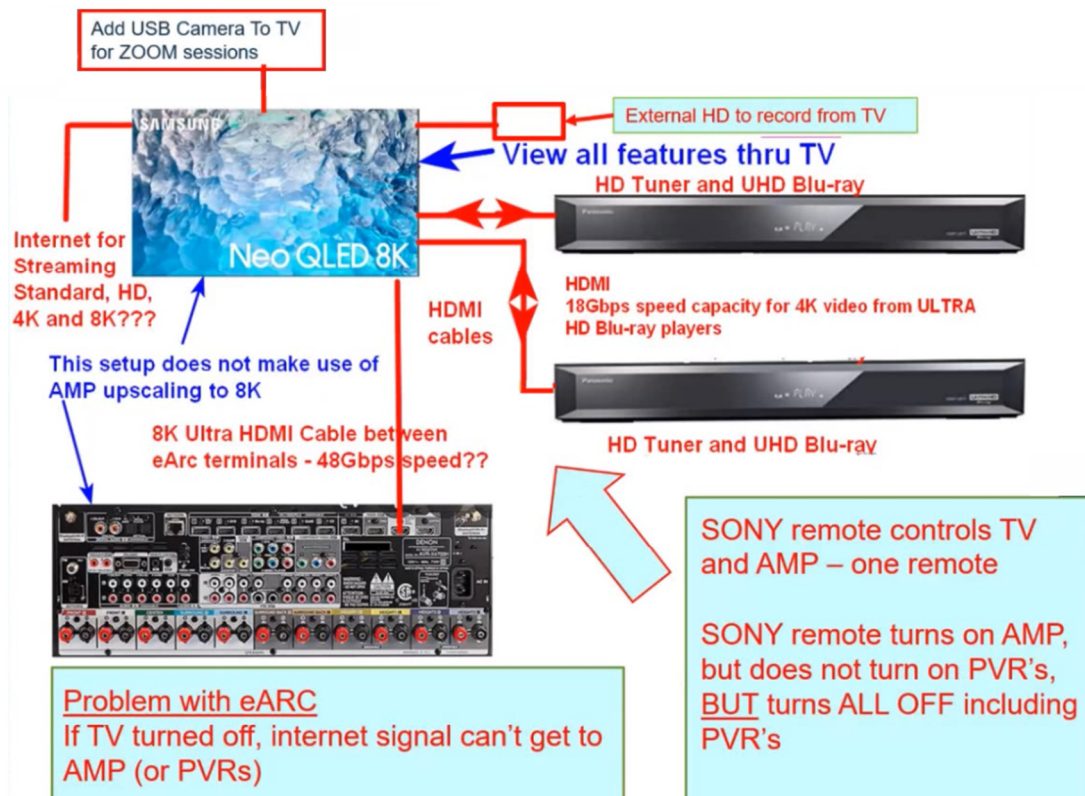 Add USB Camera To TV
for ZOOM sessions
SAMSUNG
External HD to record from TV
View all features thru TV
HD Tuner and UHD Blu-ray
Panasonic
PLAY
Neo QLED 8K
Internet for
Streaming
Standard, HD,
4K and 8K???
HDMI
cables
HDMI
18Gbps speed capacity for 4K video from ULTRA
HD Blu-ray players
This setup does not make use of
AMP upscaling to 8K
Panasonic
PLAY
8K Ultra HDMI Cable between
eArc terminals - 48Gbps speed??
HD Tuner and UHD Blu-ray
DENON
SONY remote controls TV
and AMP – one remote
SONY remote turns on AMP,
but does not turn on PVR's,
BUT turns ALL OFF including
PVR's
Problem with eARC
If TV turned off, internet signal can't get to
AMP (or PVRs)